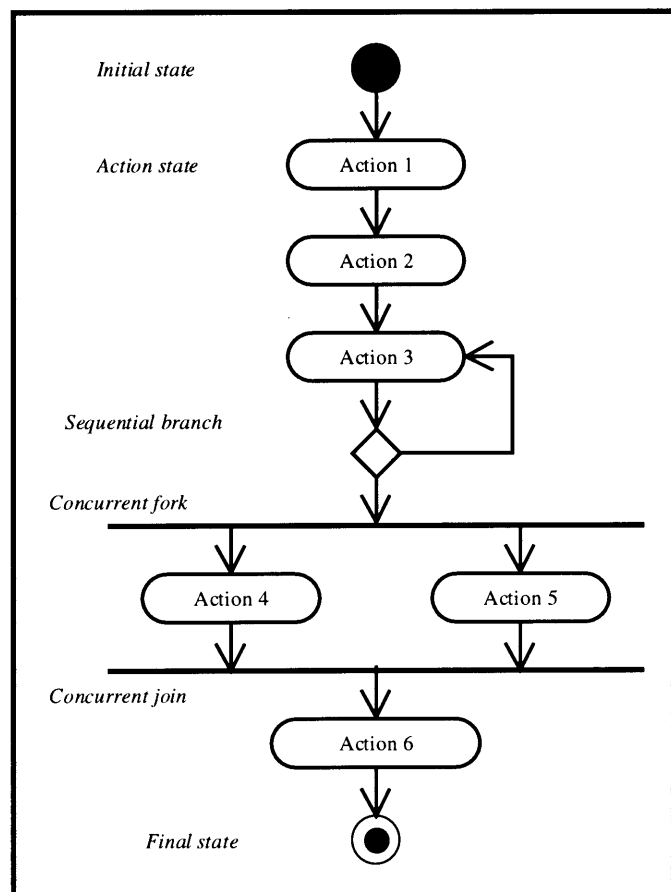 Initial state
Action state
Action 1
Action 2
Action 3
Sequential branch
Concurrent fork
Action 4
Action 5
Concurrent join
Action 6
Final state